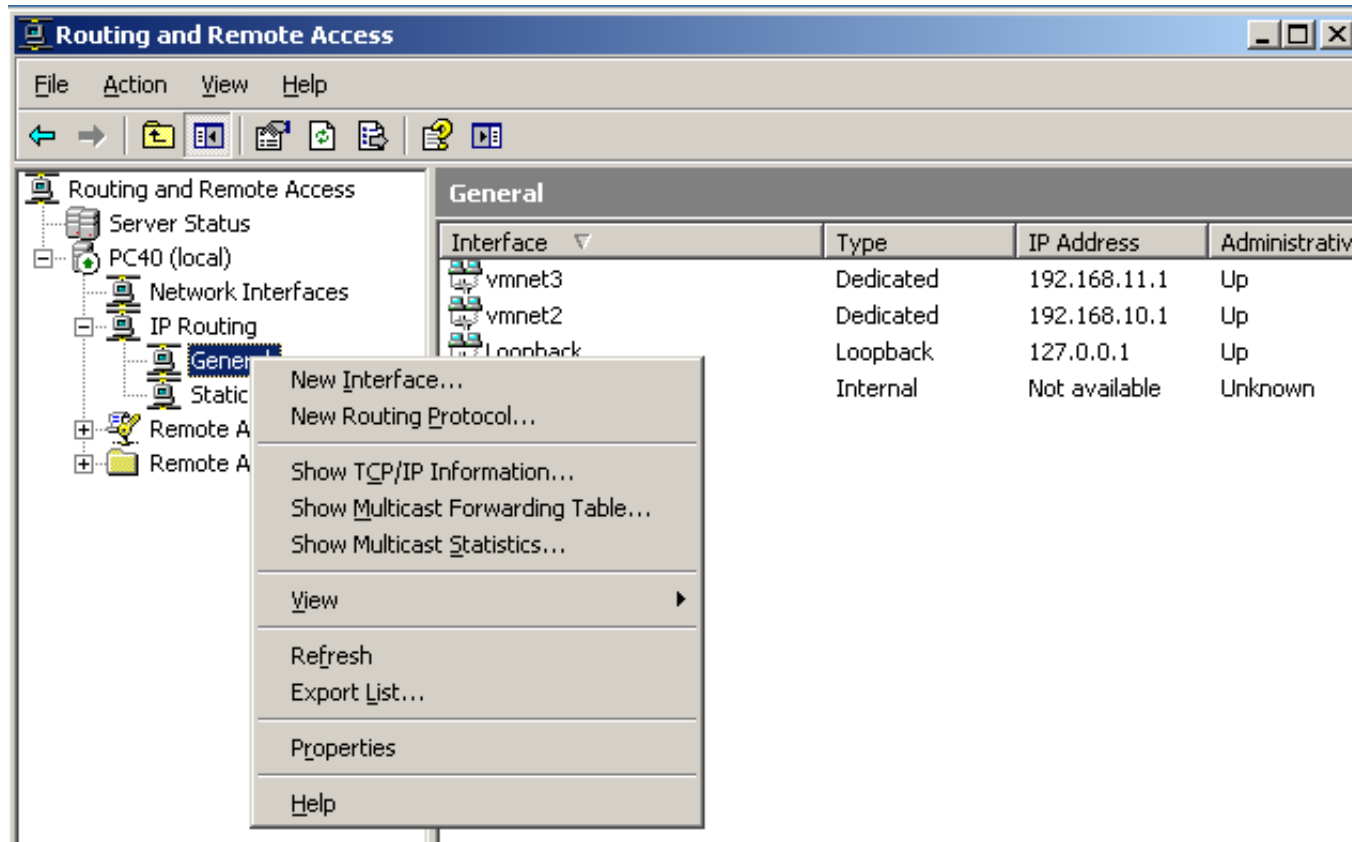 Routing and Remote Access
File Action View Help
Routing and Remote Access
Server Status
PC40 (local)
Network Interfaces
IP Routing
General
Static
Remote A
Remote A
General
Interface Type IP Address Administrativ
vmnet3 Dedicated 192.168.11.1 Up
vmnet2 Dedicated 192.168.10.1 Up
Loopback Loopback 127.0.0.1 Up
Internal Not available Unknown
New Interface...
New Routing Protocol...
Show TCP/IP Information...
Show Multicast Forwarding Table...
Show Multicast Statistics...
View
Refresh
Export List...
Properties
Help